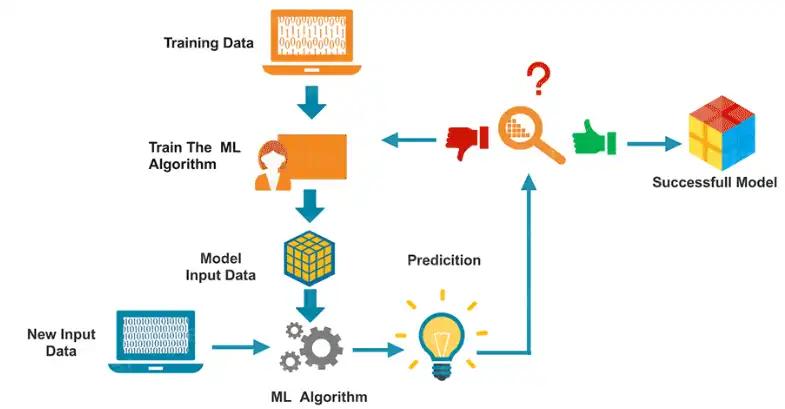 Training Data
?
Train The ML
Algorithm
Successfull Model
Model
Input Data
Predicition
New Input
Data
ML Algorithm